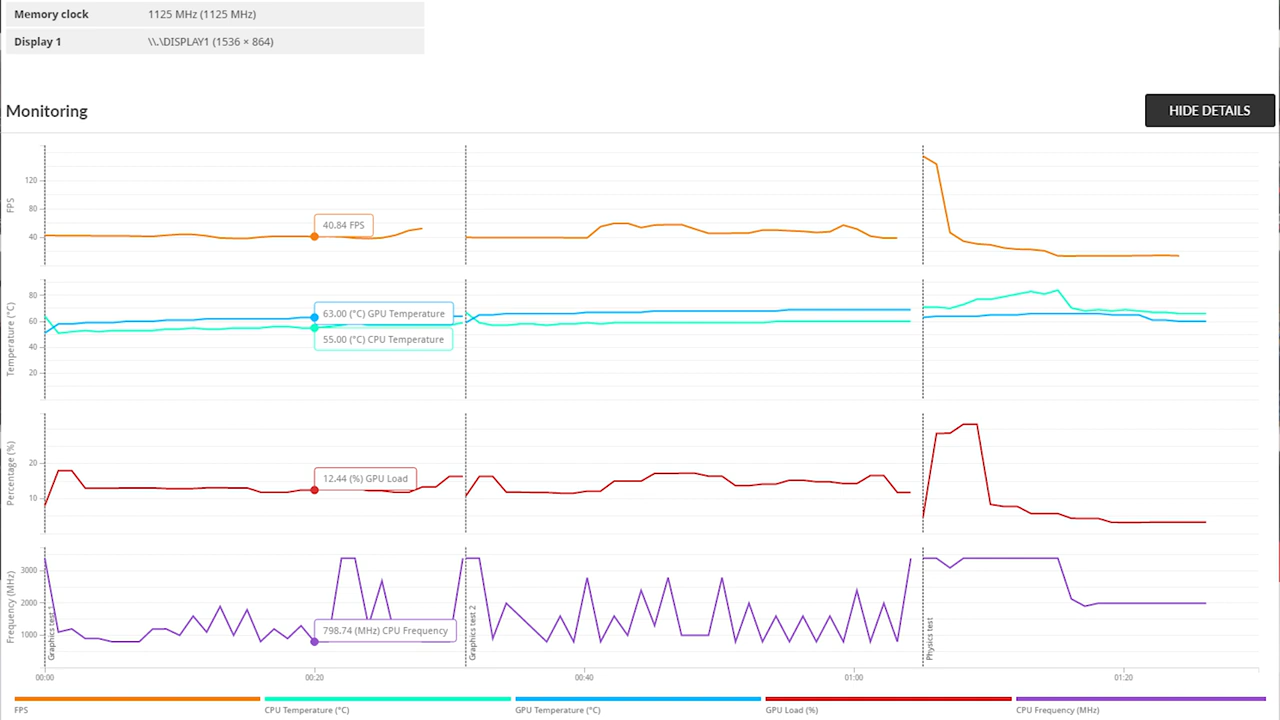 Memory clock 1125 MHz (1125 MHz)
Display 1 \\.\DISPLAY1 (1536 × 864)
Monitoring
HIDE DETAILS
FPS
120
80
40
40.84 FPS
Temperature (°C)
80
60
40
20
63.00 (°C) GPU Temperature
55.00 (°C) CPU Temperature
Percentage (%)
20
10
12.44 (%) GPU Load
Frequency (MHz)
3000
2000
1000
798.74 (MHz) CPU Frequency
Graphics test 1
Graphics test 2
Physics test
00:00 00:20 00:40 01:00 01:20
FPS CPU Temperature (°C) GPU Temperature (°C) GPU Load (%) CPU Frequency (MHz)